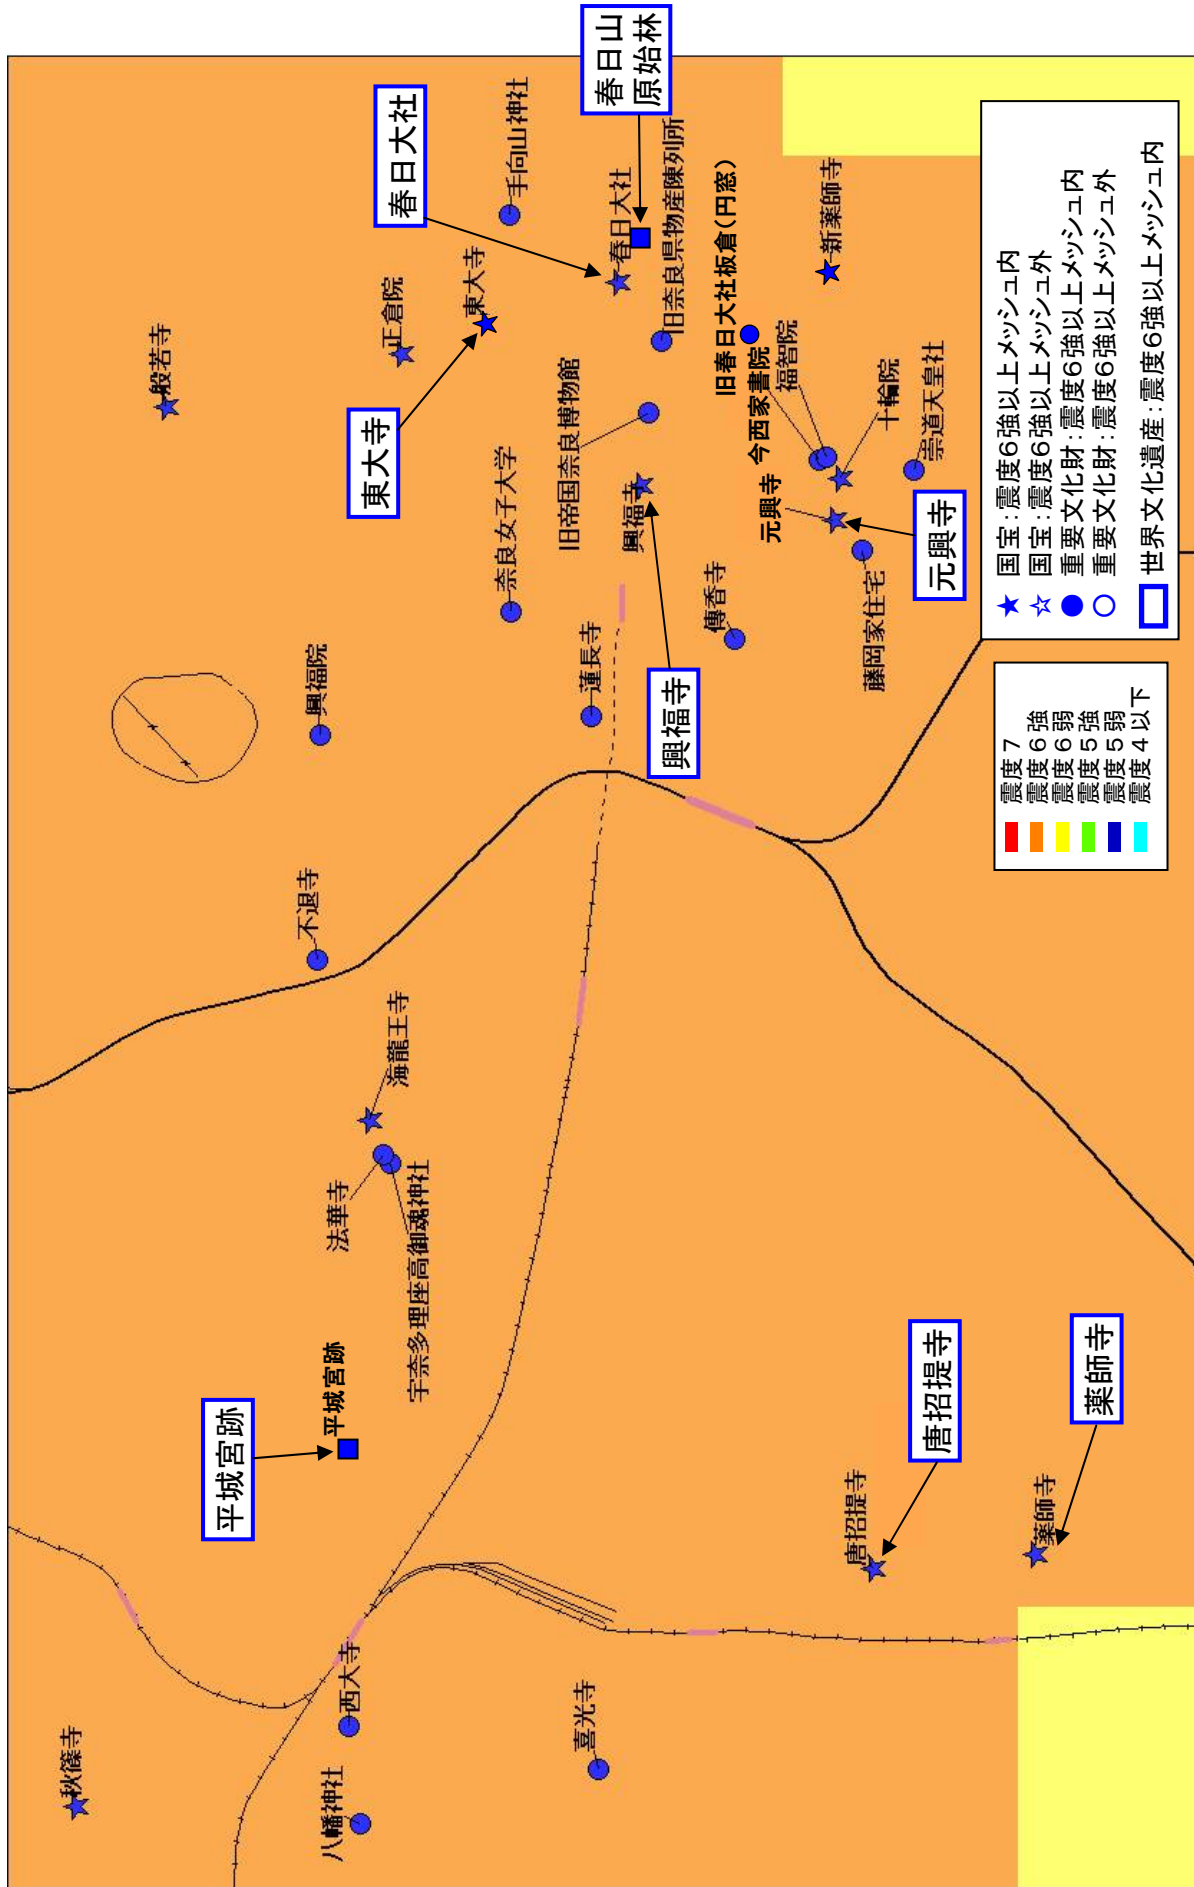 秋篠寺
八幡神社
西大寺
喜光寺
平城宮跡
平城宮跡
法華寺
宇奈多理座高御魂神社
海龍王寺
不退寺
興福院
般若寺
正倉院
東大寺
東大寺
春日大社
手向山神社
奈良女子大学
蓮長寺
旧帝国奈良博物館
興福寺
興福寺
春日大社
春日山
原始林
旧奈良県物産陳列所
旧春日大社板倉(円窓)
今西家書院
福智院
新薬師寺
傳香寺
元興寺
元興寺
十輪院
藤岡家住宅
崇道天皇社
唐招提寺
唐招提寺
薬師寺
薬師寺
震度7
震度6強
震度6弱
震度5強
震度5弱
震度4以下
国宝:震度6強以上メッシュ内
国宝:震度6強以上メッシュ外
重要文化財:震度6強以上メッシュ内
重要文化財:震度6強以上メッシュ外
世界文化遺産:震度6強以上メッシュ内